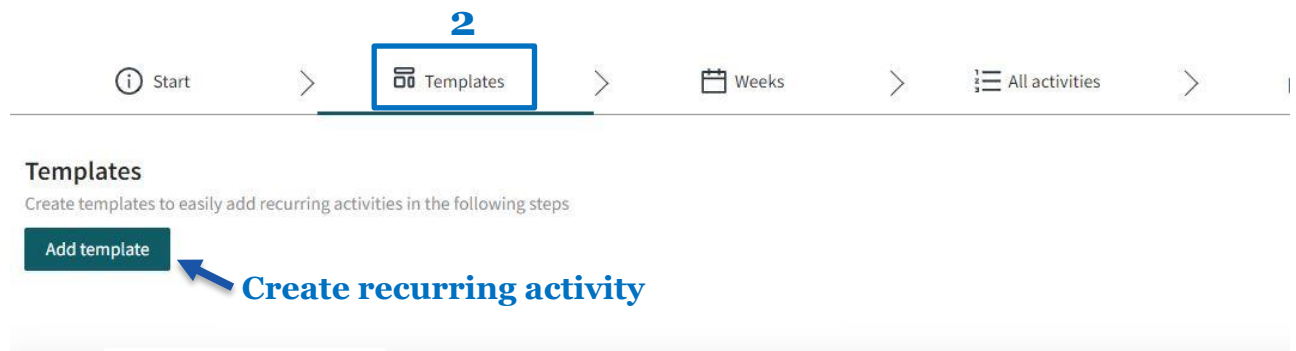 2
Start
Templates
Weeks
All activities
Templates
Create templates to easily add recurring activities in the following steps
Add template
Create recurring activity